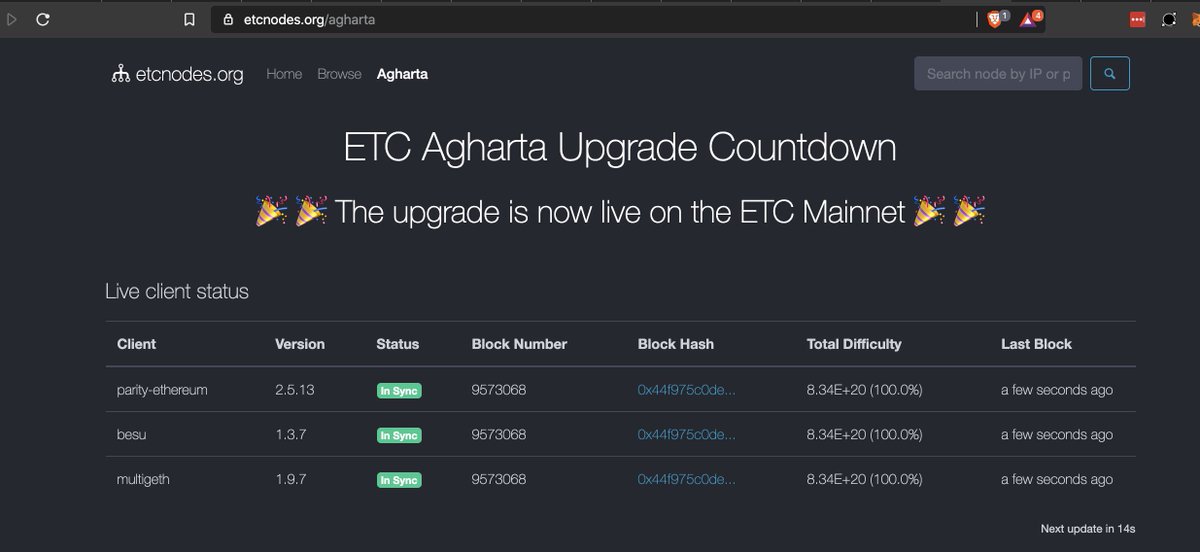 etcnodes.org/agharta
1
4
etcnodes.org Home Browse Agharta
Search node by IP or p
ETC Agharta Upgrade Countdown
🎉 🎉 The upgrade is now live on the ETC Mainnet 🎉 🎉
Live client status
Client Version Status Block Number Block Hash Total Difficulty Last Block
parity-ethereum 2.5.13 In Sync 9573068 0x44f975c0de... 8.34E+20 (100.0%) a few seconds ago
besu 1.3.7 In Sync 9573068 0x44f975c0de... 8.34E+20 (100.0%) a few seconds ago
multigeth 1.9.7 In Sync 9573068 0x44f975c0de... 8.34E+20 (100.0%) a few seconds ago
Next update in 14s